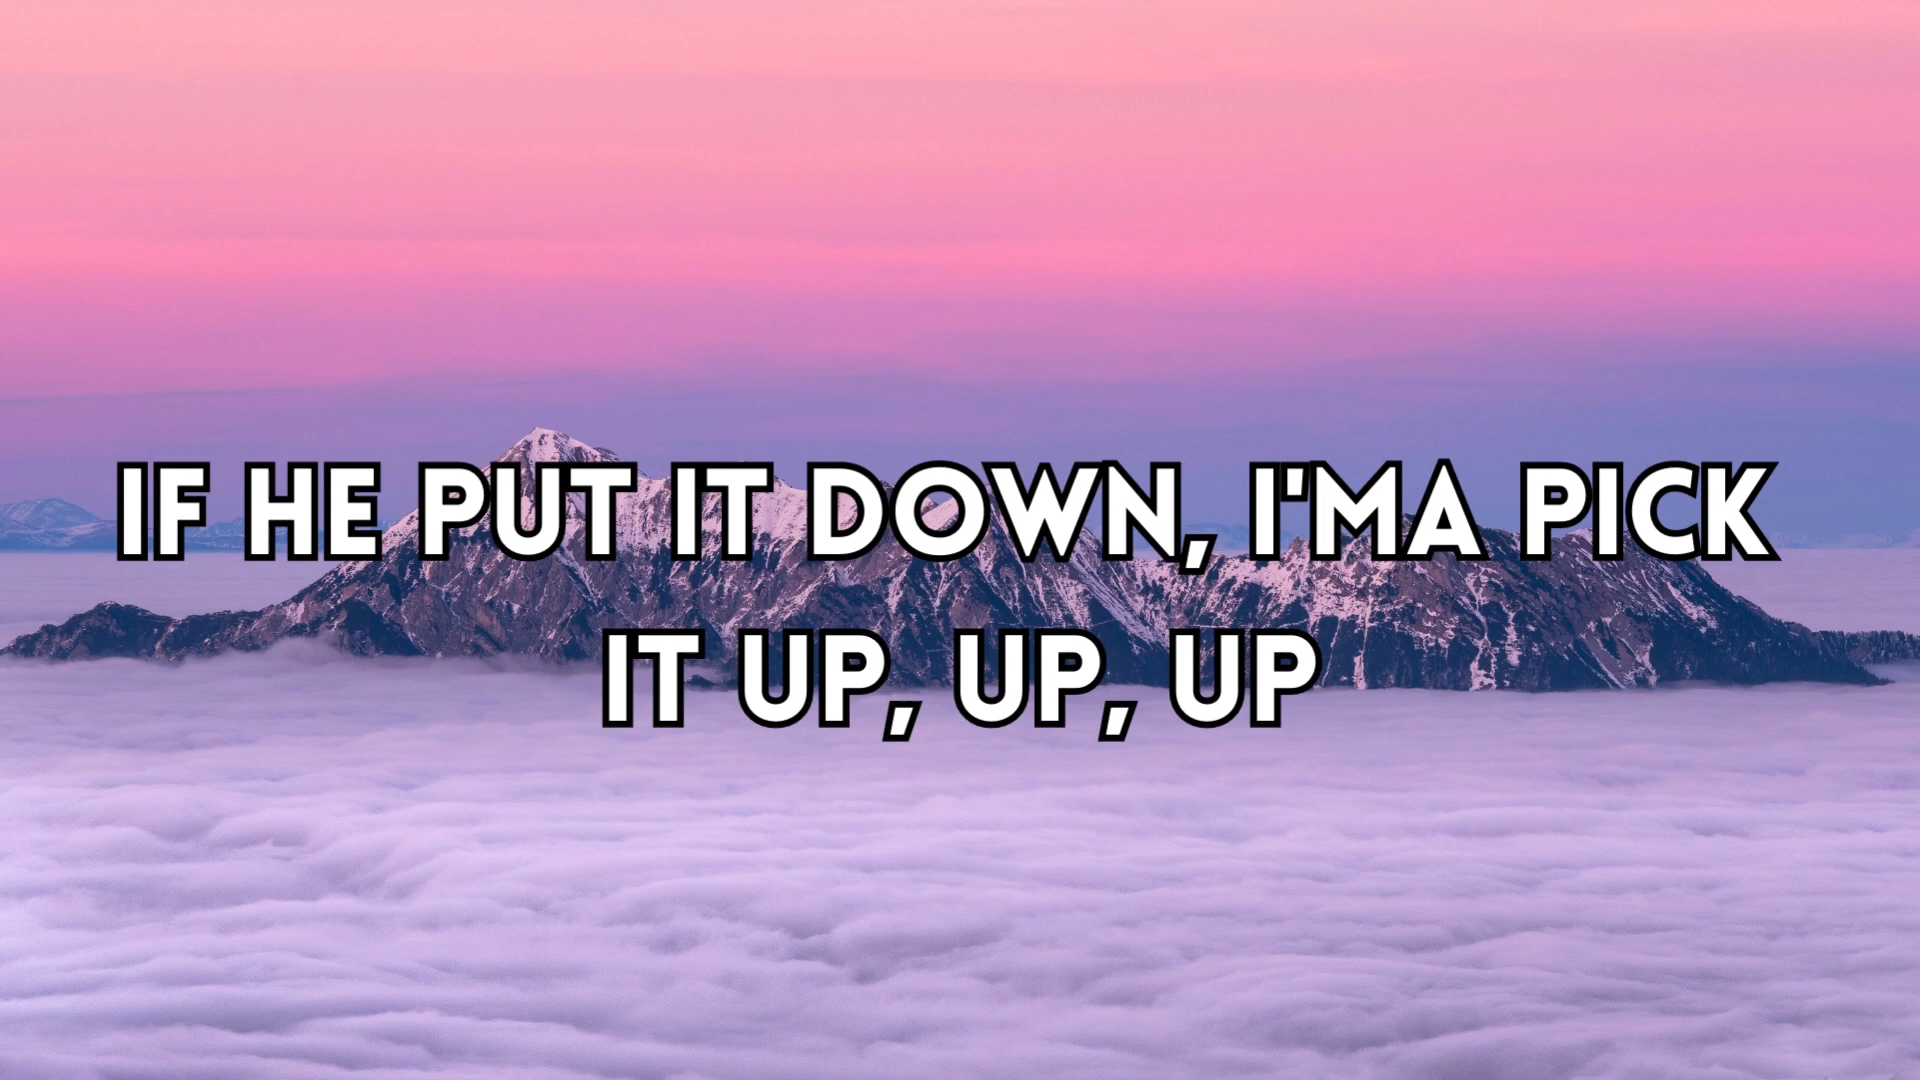 IF HE PUT IT DOWN, I'MA PICK
IT UP, UP, UP